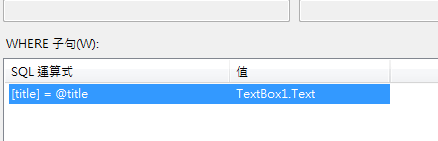 WHERE 子句(W):
SQL 運算式 值
[title] = @title TextBox1.Text